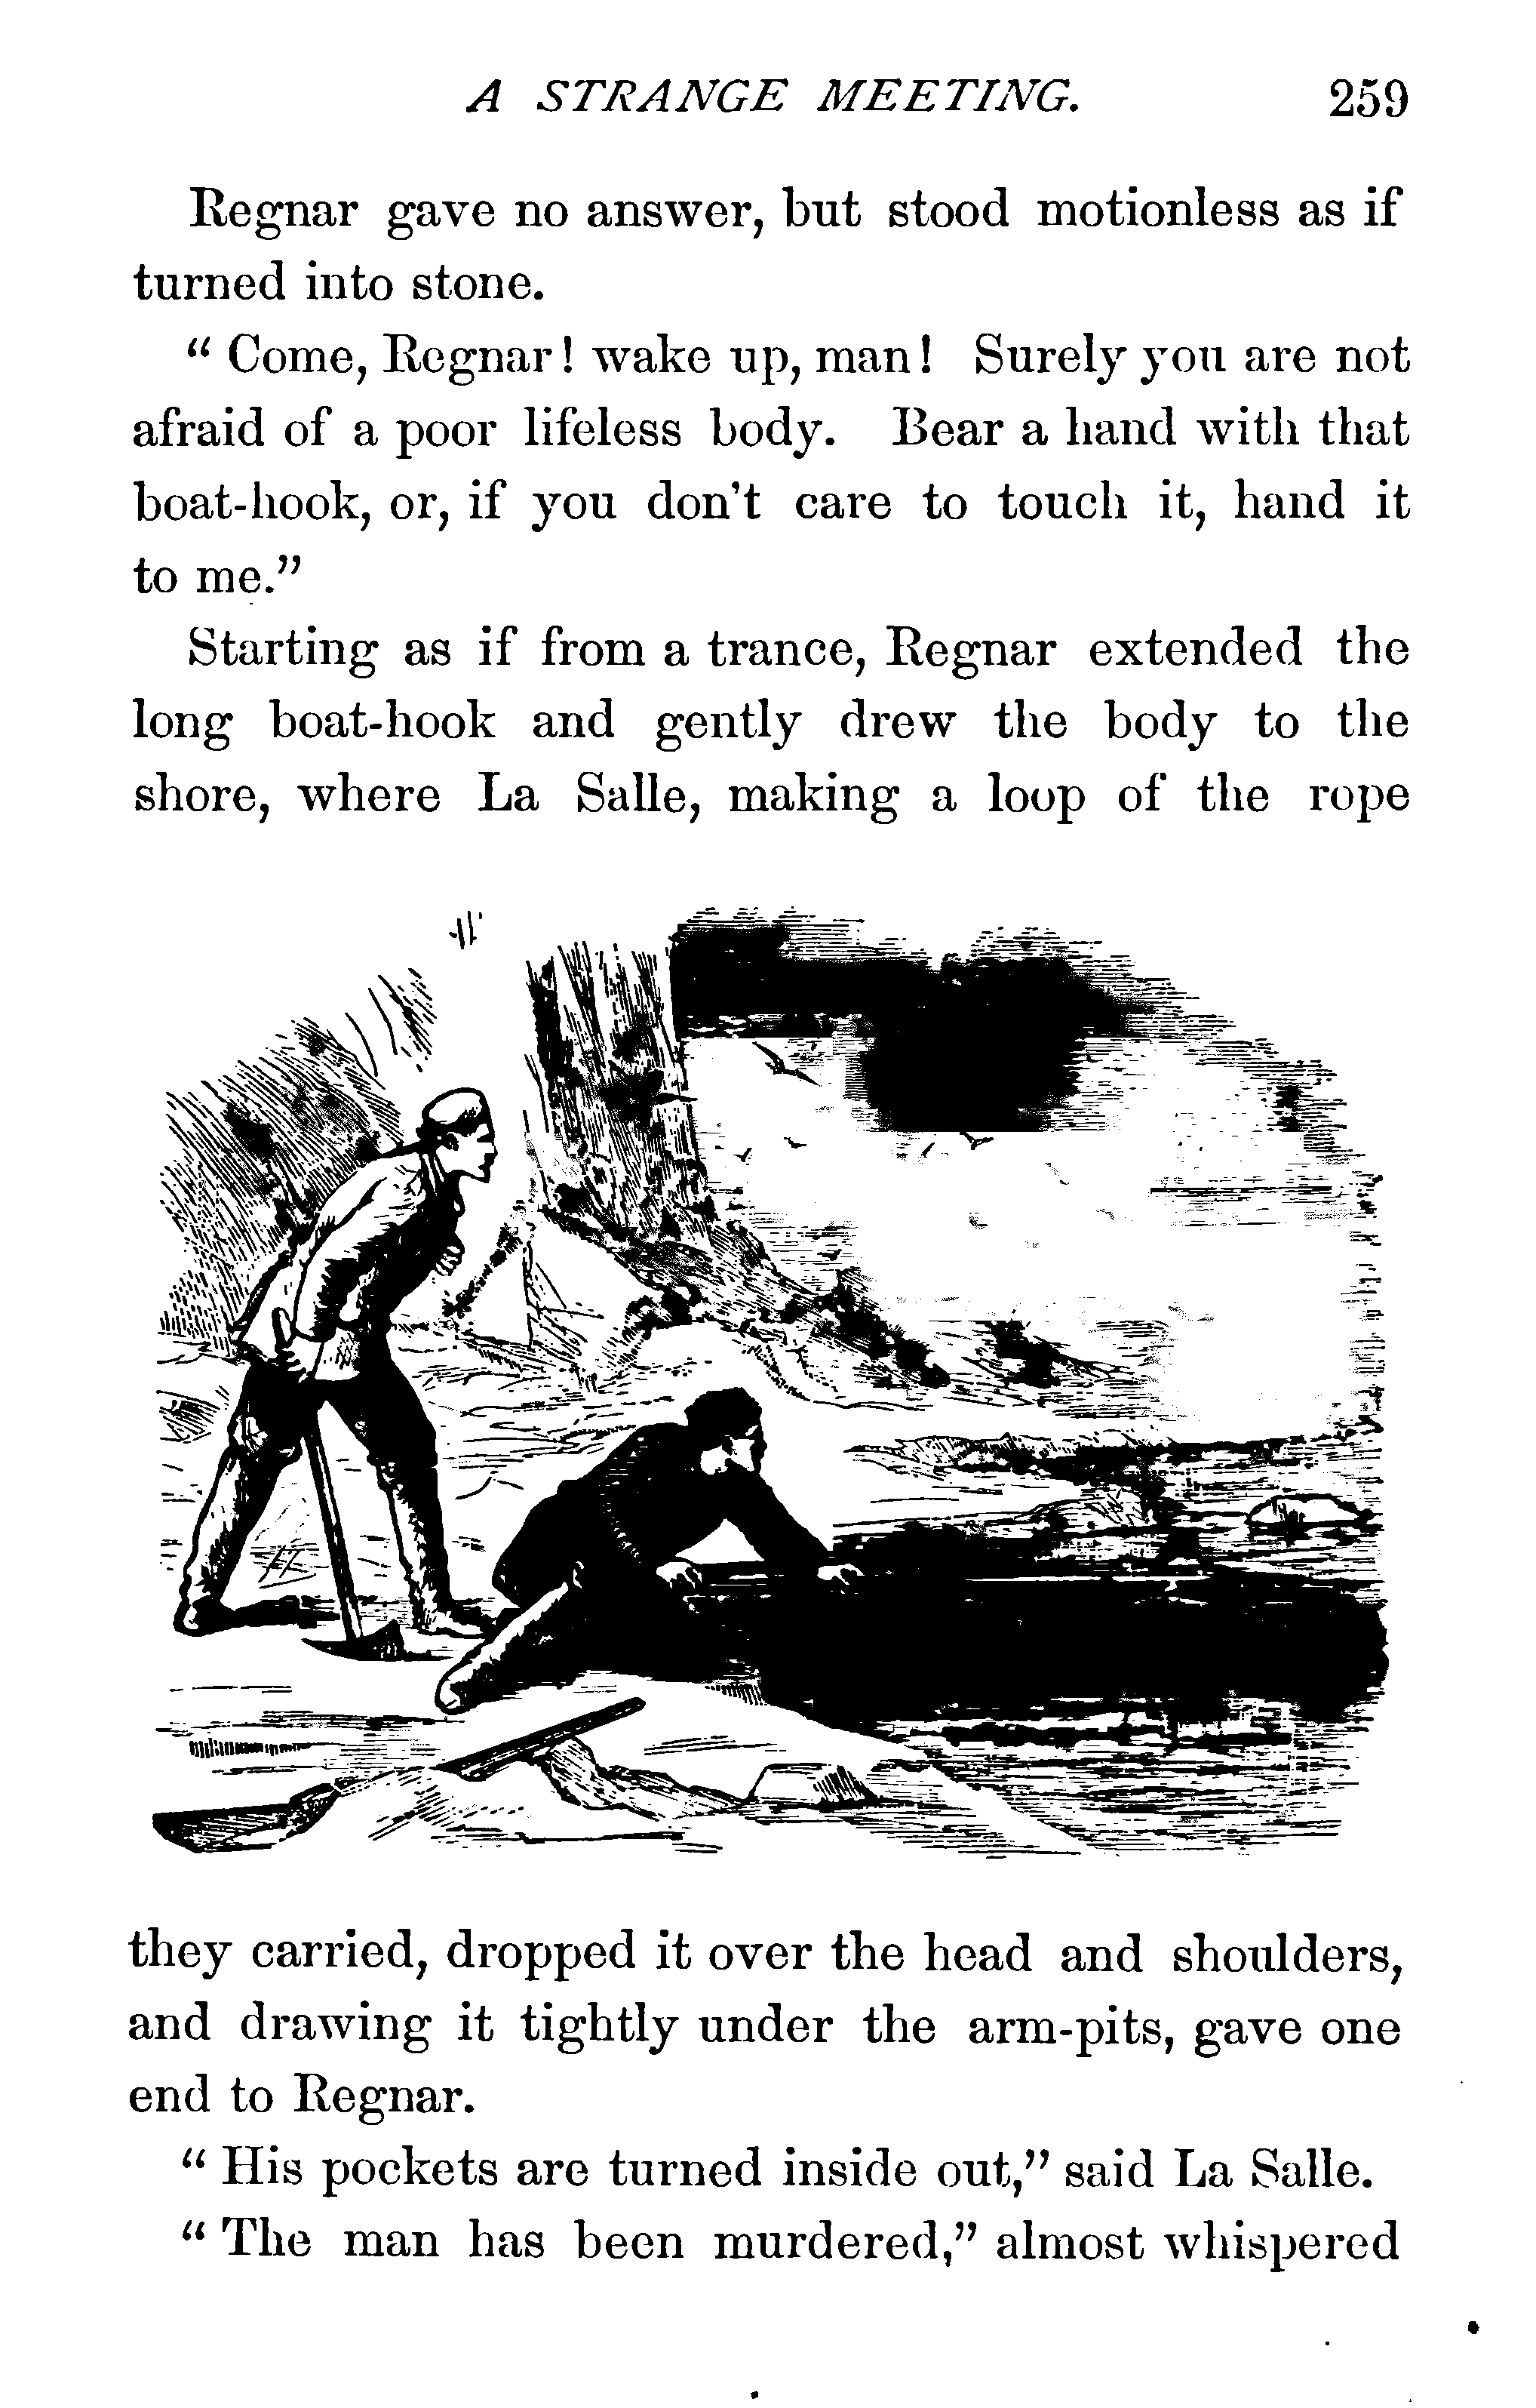 A STRANGE MEETING. 259
Regnar gave no answer, but stood motionless as if
turned into stone.
“ Come, Regnar! wake up, man! Surely you are not
afraid of a poor lifeless body. Bear a hand with that
boat-hook, or, if you don't care to touch it, hand it
to me.”
Starting as if from a trance, Regnar extended the
long boat-hook and gently drew the body to the
shore, where La Salle, making a loop of the rope
they carried, dropped it over the head and shoulders,
and drawing it tightly under the arm-pits, gave one
end to Regnar.
“ His pockets are turned inside out,” said La Salle.
“ The man has been murdered,” almost whispered